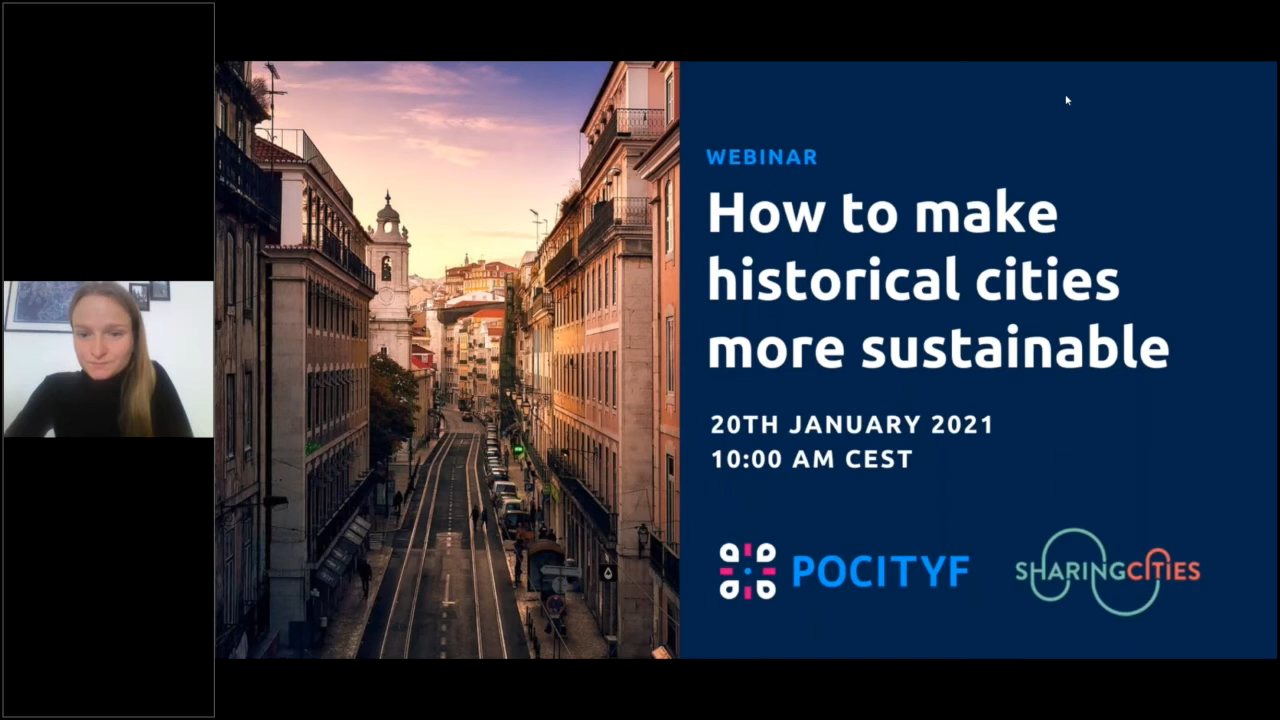 WEBINAR
How to make
historical cities
more sustainable
20TH JANUARY 2021
10:00 AM CEST
POCITYF
SHARINGCITIES